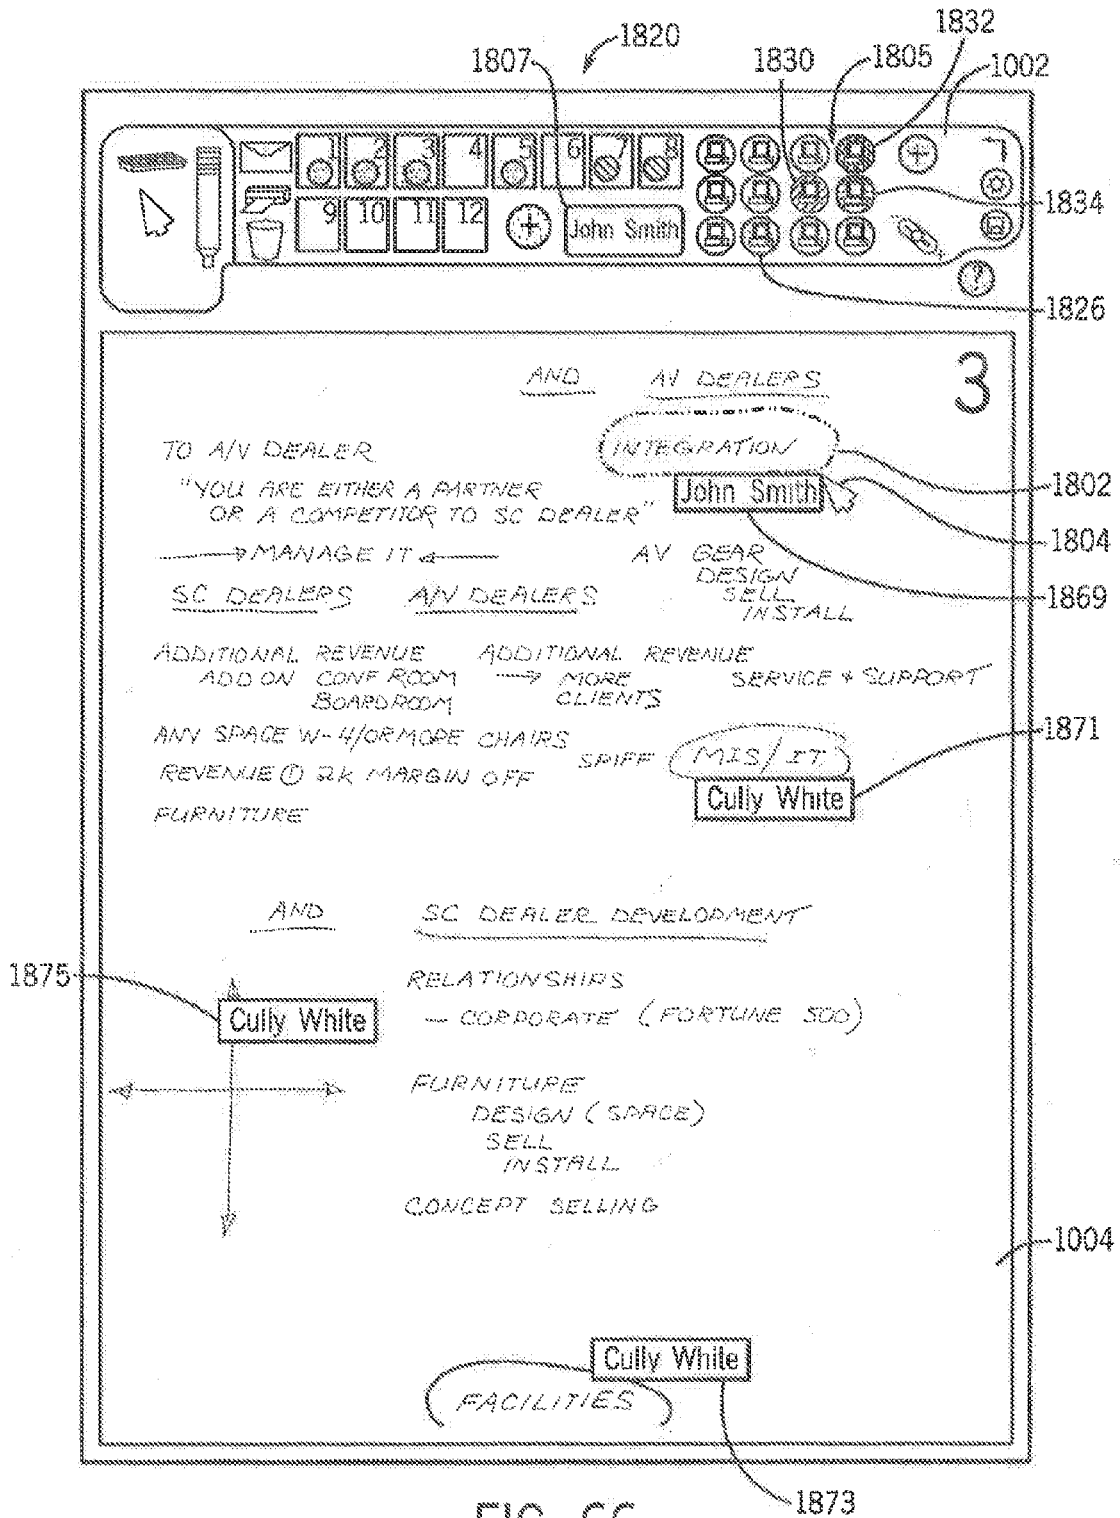 1820
1832
1807
1830
1805
1002
1 2 3 4 5 6 7 8
9 10 11 12
John Smith
1834
?
1826
3
AND AV DEALERS
TO A/V DEALER
INTEGRATION
1802
"YOU ARE EITHER A PARTNER
OR A COMPETITOR TO SC DEALER"
John Smith
1804
MANAGE IT
AV GEAR
DESIGN
SELL
INSTALL
1869
SC DEALERS A/V DEALERS
ADDITIONAL REVENUE ADDITIONAL REVENUE
ADD ON CONF ROOM → MORE SERVICE + SUPPORT
BOARDROOM CLIENTS
1871
ANY SPACE W-4/OR MORE CHAIRS
SPIFF MIS/IT
REVENUE ① 2K MARGIN OFF
Cully White
FURNITURE
AND SC DEALER DEVELOPMENT
1875
RELATIONSHIPS
Cully White
— CORPORATE (FORTUNE 500)
FURNITURE
DESIGN (SPACE)
SELL
INSTALL
CONCEPT SELLING
1004
Cully White
FACILITIES
1873